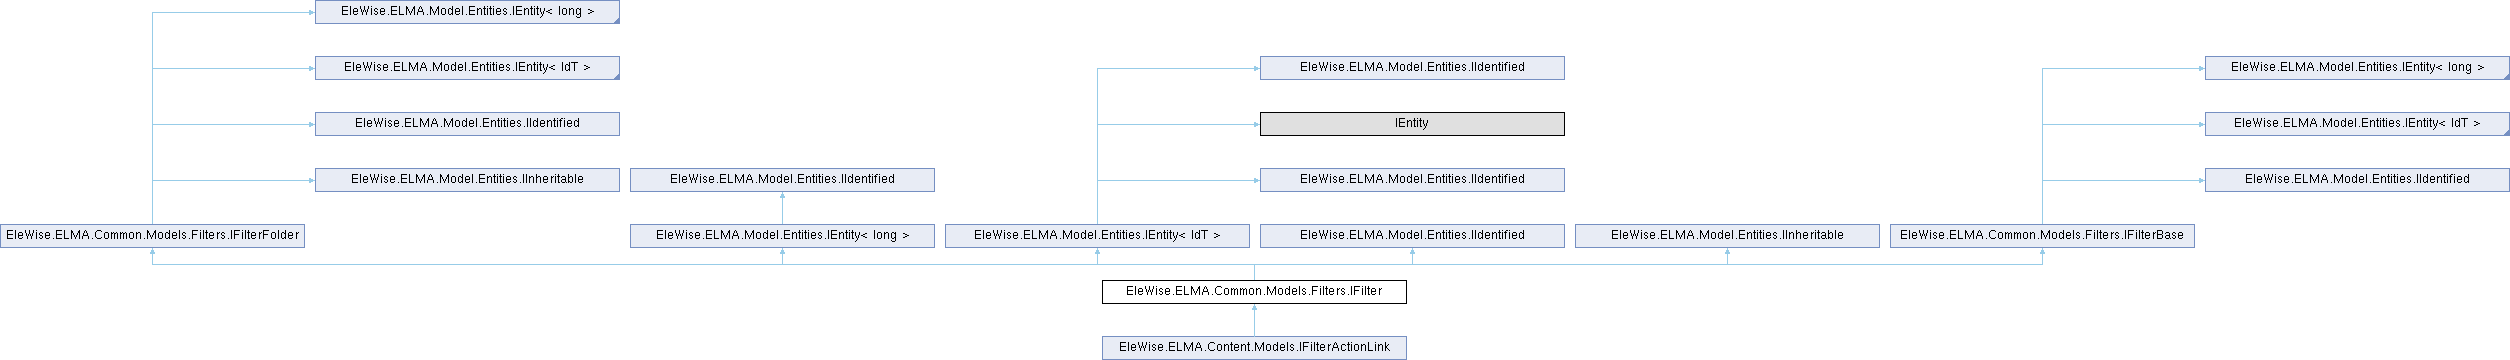 EleWise.ELMA.Model.Entities.IEntity< long >
EleWise.ELMA.Model.Entities.IEntity< IdT >
EleWise.ELMA.Model.Entities.IIdentified
EleWise.ELMA.Model.Entities.IEntity< long >
EleWise.ELMA.Model.Entities.IIdentified
IEntity
EleWise.ELMA.Model.Entities.IEntity< IdT >
EleWise.ELMA.Model.Entities.IInheritable
EleWise.ELMA.Model.Entities.IIdentified
EleWise.ELMA.Model.Entities.IIdentified
EleWise.ELMA.Model.Entities.IIdentified
EleWise.ELMA.Common.Models.Filters.IFilterFolder
EleWise.ELMA.Model.Entities.IEntity< long >
EleWise.ELMA.Model.Entities.IEntity< IdT >
EleWise.ELMA.Model.Entities.IIdentified
EleWise.ELMA.Model.Entities.IInheritable
EleWise.ELMA.Common.Models.Filters.IFilterBase
EleWise.ELMA.Common.Models.Filters.IFilter
EleWise.ELMA.Content.Models.IFilterActionLink